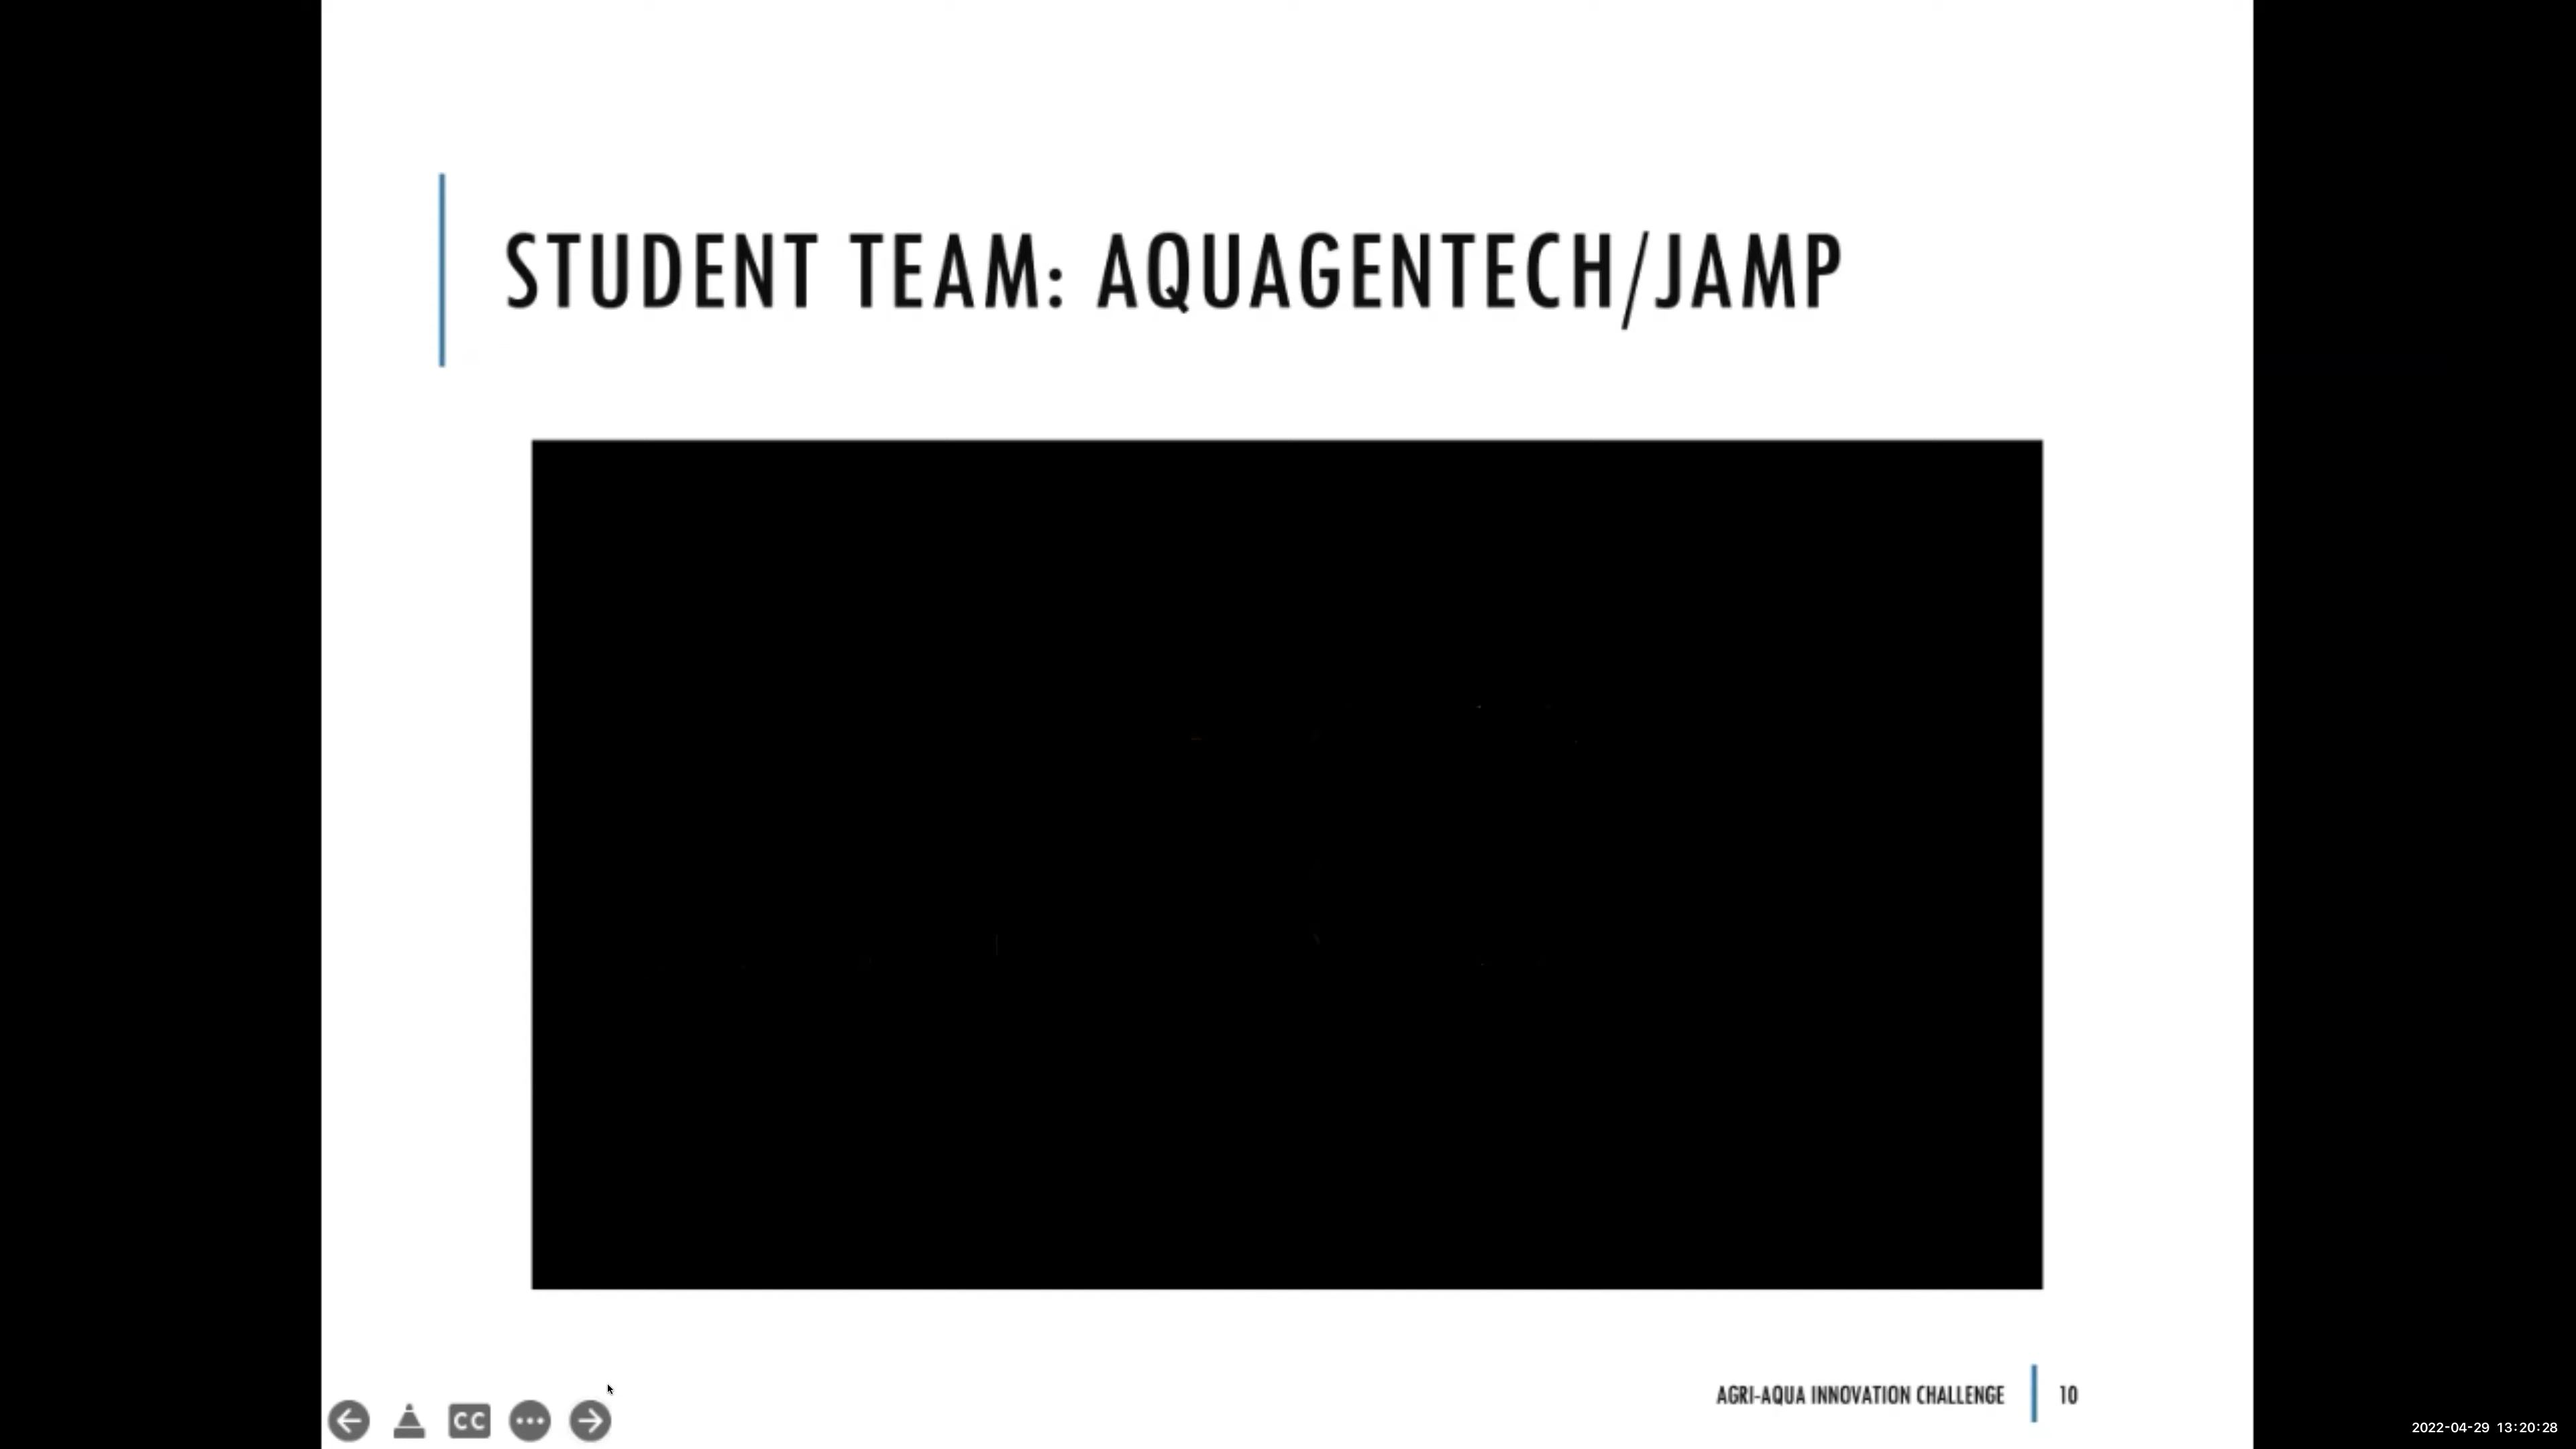 STUDENT TEAM: AQUAGENTECH/JAMP
AGRI-AQUA INNOVATION CHALLENGE
10
CC
2022-04-29 13:20:28